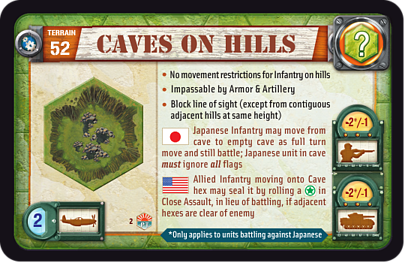 TERRAIN
52
CAVES ON HILLS
?
• No movement restrictions for Infantry on hills
• Impassable by Armor & Artillery
• Block line of sight (except from contiguous
adjacent hills at same height)
Japanese Infantry may move from
cave to empty cave as full turn
move and still battle; Japanese unit in cave
must ignore all flags
Allied Infantry moving onto Cave
hex may seal it by rolling a ★ in
Close Assault, in lieu of battling, if adjacent
hexes are clear of enemy
*Only applies to units battling against Japanese
-2*/-1
-2*/-1
2
2